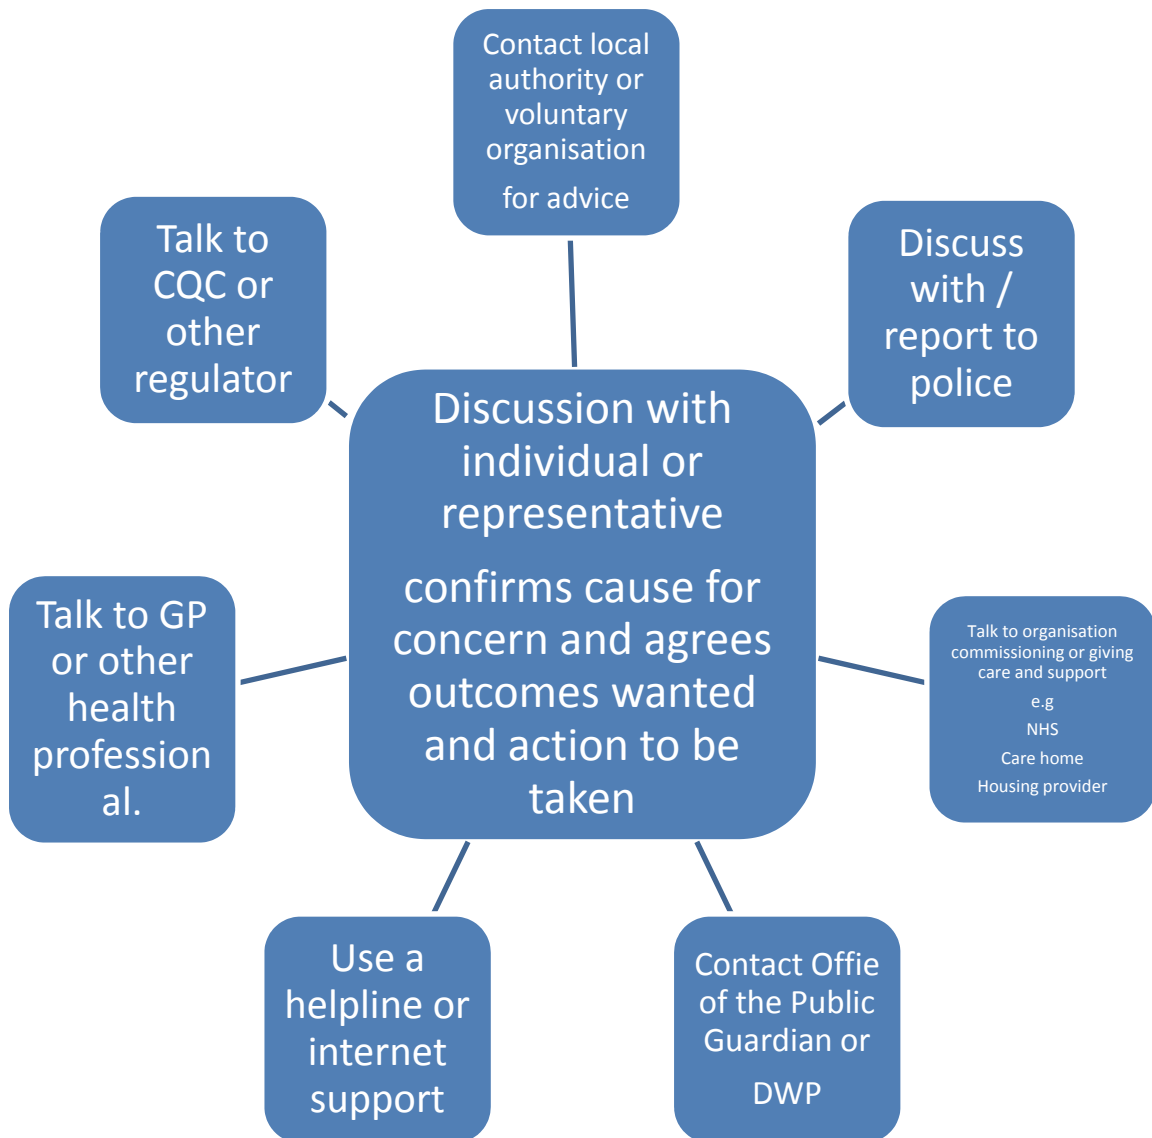 Contact local
authority or
voluntary
organisation
for advice
Talk to
CQC or
other
regulator
Discuss
with /
report to
police
Discussion with
individual or
representative
confirms cause for
concern and agrees
outcomes wanted
and action to be
taken
Talk to GP
or other
health
profession
al.
Talk to organisation
commissioning or giving
care and support
e.g
NHS
Care home
Housing provider
Use a
helpline or
internet
support
Contact Offie
of the Public
Guardian or
DWP